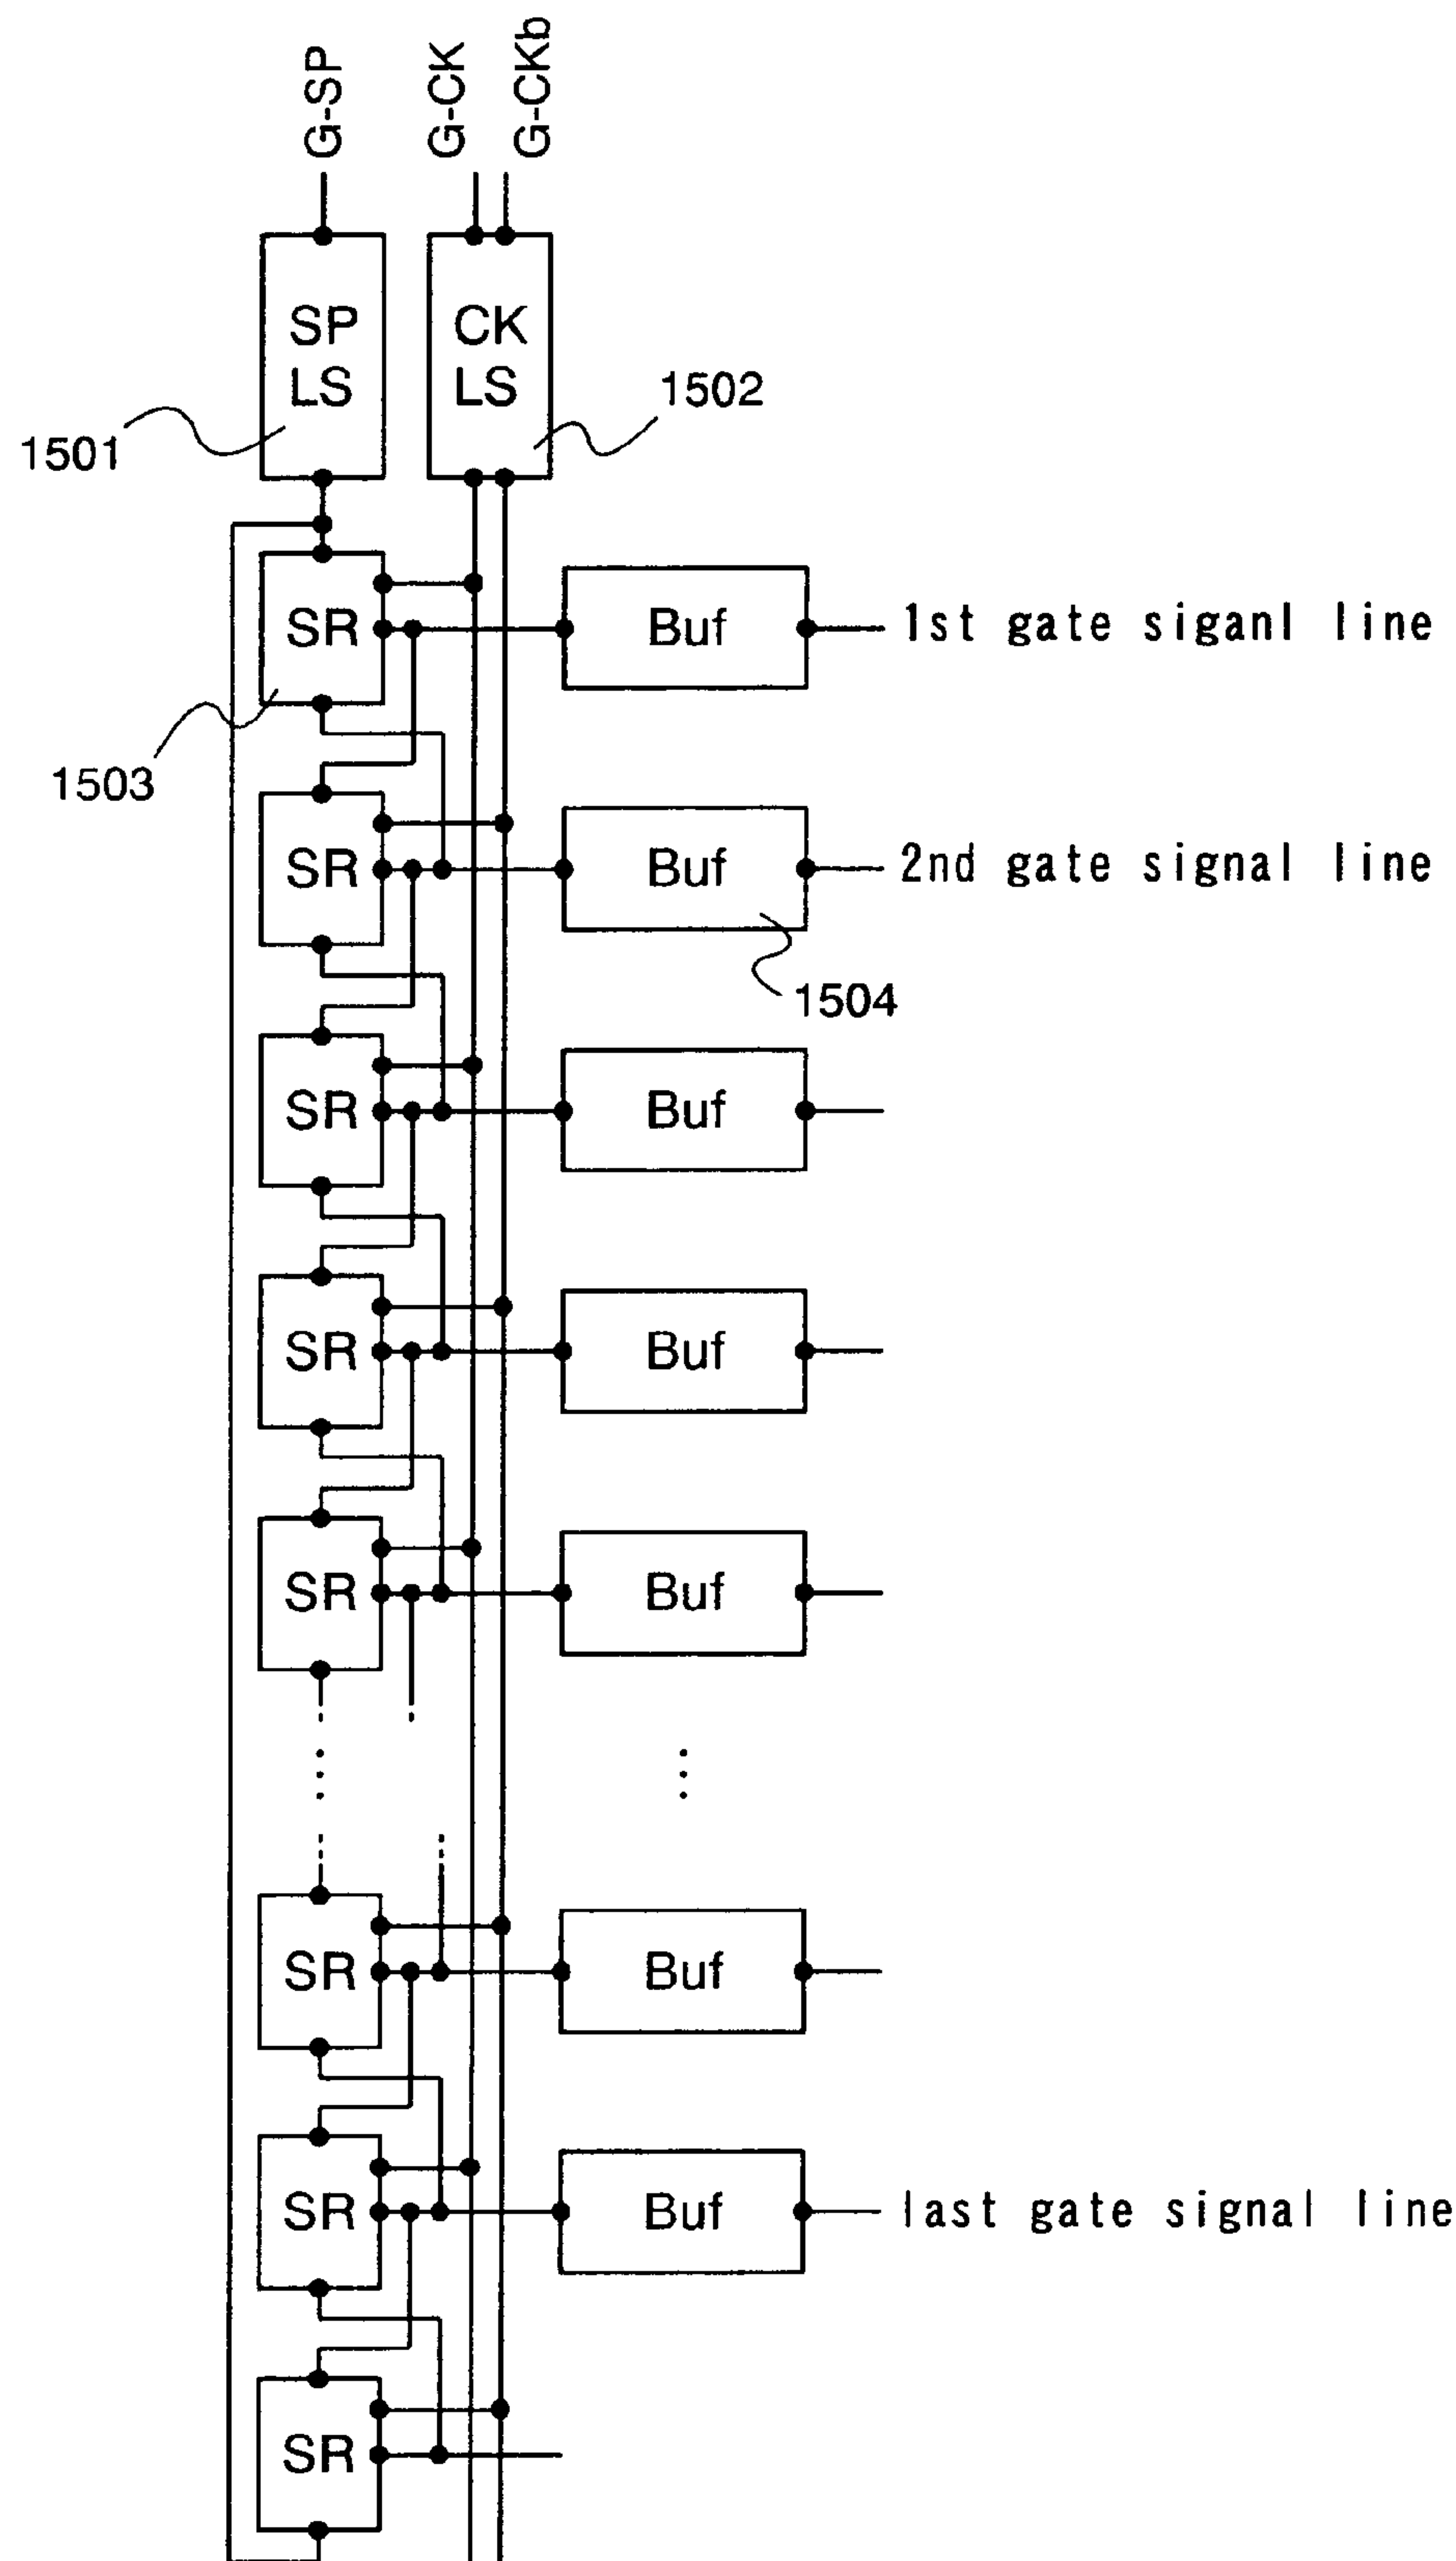 G-SP
G-CK
G-CKb
SP
LS
CK
LS
1501
1502
SR
Buf
1st gate siganl line
1503
SR
Buf
2nd gate signal line
1504
SR
Buf
SR
Buf
SR
Buf
SR
Buf
SR
Buf
last gate signal line
SR